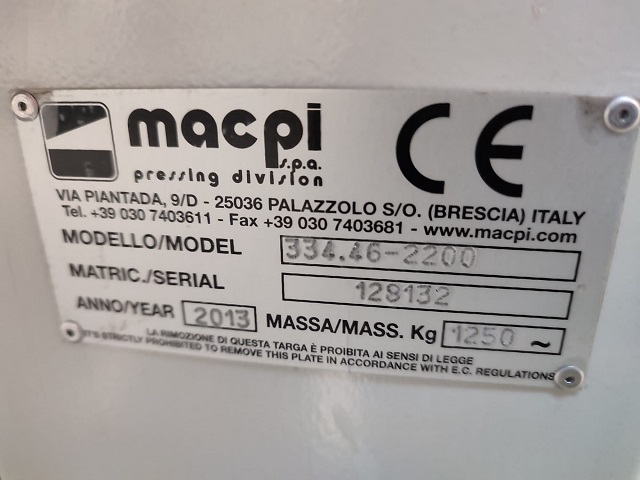 macpi
s.p.a.
pressing division
CE
VIA PIANTADA, 9/D - 25036 PALAZZOLO S/O. (BRESCIA) ITALY
Tel. +39 030 7403611 - Fax +39 030 7403681 - www.macpi.com
MODELLO/MODEL 334.46-2200
MATRIC./SERIAL 128132
ANNO/YEAR 2013 MASSA/MASS. Kg 1250 ~
LA RIMOZIONE DI QUESTA TARGA È PROIBITA AI SENSI DI LEGGE
IT'S STRICTLY PROHIBITED TO REMOVE THIS PLATE IN ACCORDANCE WITH E.C. REGULATIONS